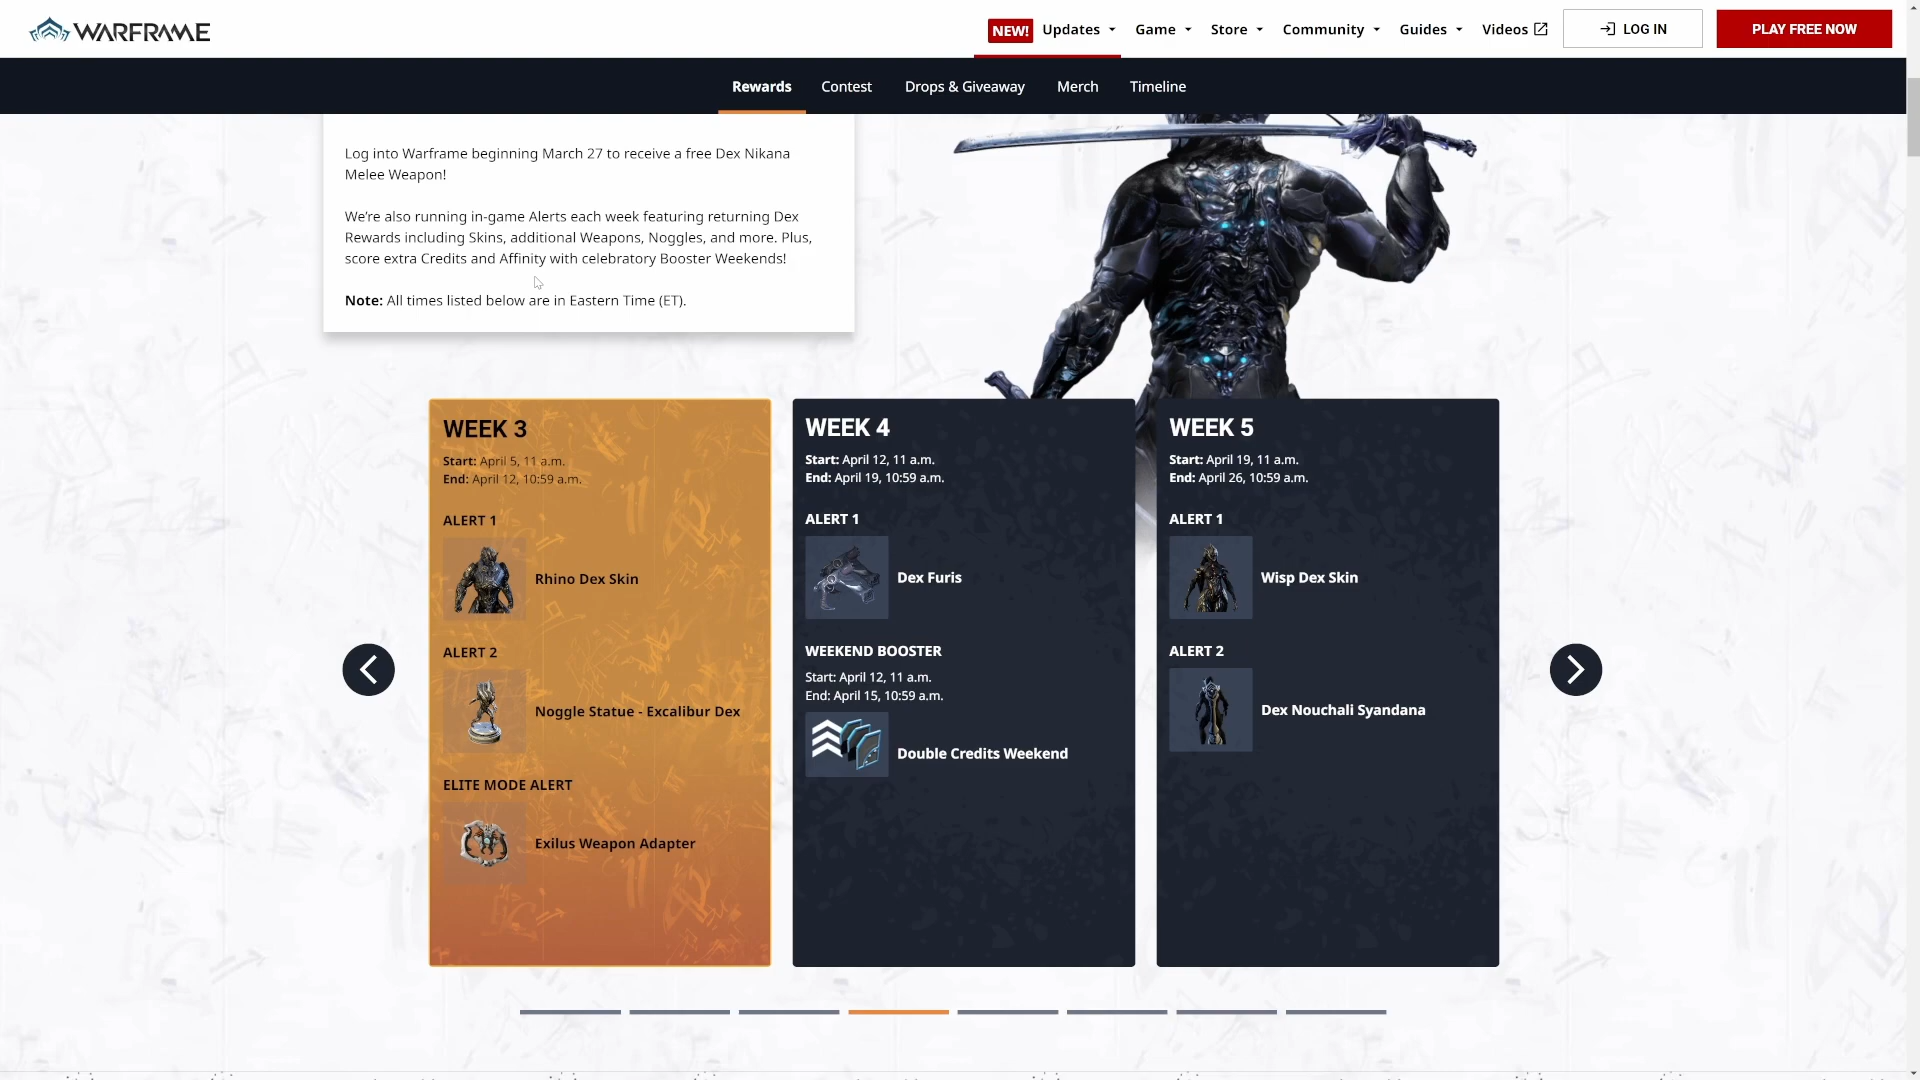 WARFRAME
NEW! Updates Game Store Community Guides Videos LOG IN PLAY FREE NOW
Rewards Contest Drops & Giveaway Merch Timeline
Log into Warframe beginning March 27 to receive a free Dex Nikana
Melee Weapon!
We're also running in-game Alerts each week featuring returning Dex
Rewards including Skins, additional Weapons, Noggles, and more. Plus,
score extra Credits and Affinity with celebratory Booster Weekends!
Note: All times listed below are in Eastern Time (ET).
WEEK 3
Start: April 5, 11 a.m.
End: April 12, 10:59 a.m.
ALERT 1
Rhino Dex Skin
ALERT 2
Noggle Statue - Excalibur Dex
ELITE MODE ALERT
Exilus Weapon Adapter
WEEK 4
Start: April 12, 11 a.m.
End: April 19, 10:59 a.m.
ALERT 1
Dex Furis
WEEKEND BOOSTER
Start: April 12, 11 a.m.
End: April 15, 10:59 a.m.
Double Credits Weekend
WEEK 5
Start: April 19, 11 a.m.
End: April 26, 10:59 a.m.
ALERT 1
Wisp Dex Skin
ALERT 2
Dex Nouchali Syandana